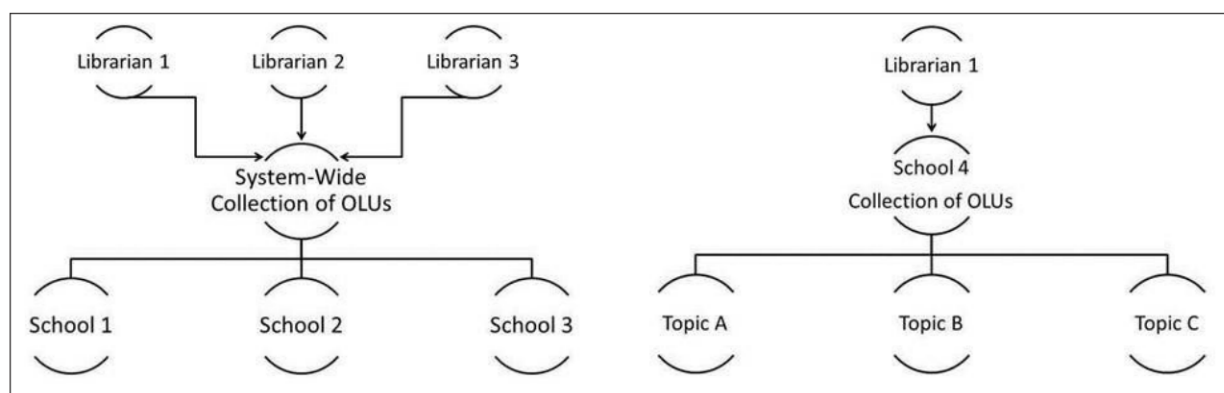 Librarian 1
Librarian 2
Librarian 3
System-Wide
Collection of OLUs
School 1
School 2
School 3
Librarian 1
School 4
Collection of OLUs
Topic A
Topic B
Topic C